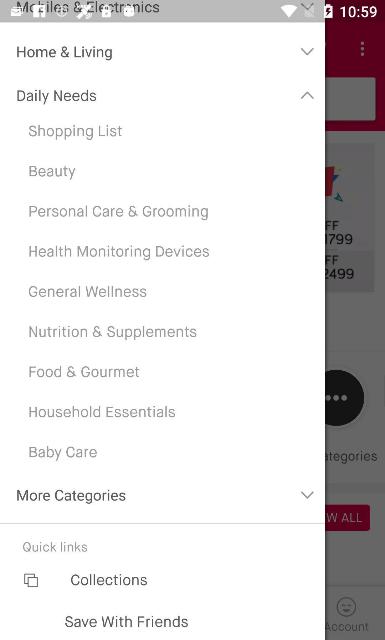 Mobiles & Electronics
10:59
Home & Living
Daily Needs
Shopping List
Beauty
Personal Care & Grooming
Health Monitoring Devices
General Wellness
Nutrition & Supplements
Food & Gourmet
Household Essentials
Baby Care
More Categories
Quick links
Collections
Save With Friends
FF
1799
FF
2499
ategories
W ALL
Account